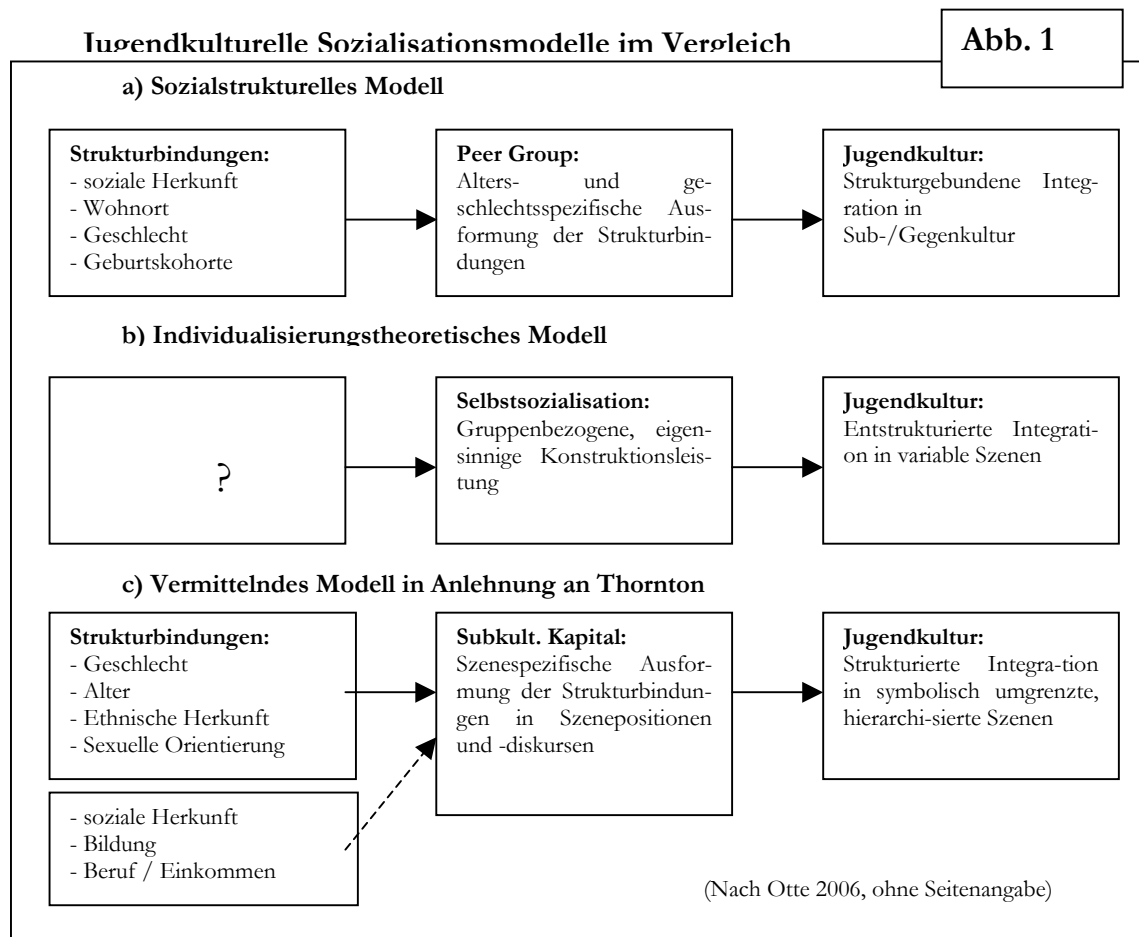 Jugendkulturelle Sozialisationsmodelle im Vergleich
Abb. 1
a) Sozialstrukturelles Modell
Strukturbindungen:
- soziale Herkunft
- Wohnort
- Geschlecht
- Geburtskohorte
Peer Group:
Alters- und ge-
schlechtsspezifische Aus-
formung der Strukturbin-
dungen
Jugendkultur:
Strukturgebundene Integ-
ration in
Sub-/Gegenkultur
b) Individualisierungstheoretisches Modell
?
Selbstsozialisation:
Gruppenbezogene, eigen-
sinnige Konstruktionsleis-
tung
Jugendkultur:
Entstrukturierte Integrati-
on in variable Szenen
c) Vermittelndes Modell in Anlehnung an Thornton
Strukturbindungen:
- Geschlecht
- Alter
- Ethnische Herkunft
- Sexuelle Orientierung
- soziale Herkunft
- Bildung
- Beruf / Einkommen
Subkult. Kapital:
Szenespezifische Ausfor-
mung der Strukturbindun-
gen in Szenepositionen
und -diskursen
Jugendkultur:
Strukturierte Integra-tion
in symbolisch umgrenzte,
hierarchi-sierte Szenen
(Nach Otte 2006, ohne Seitenangabe)